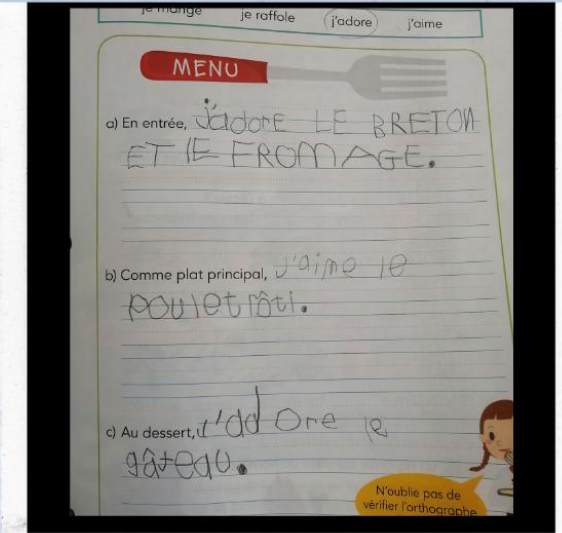 je mange je raffole j'adore j'aime
MENU
a) En entrée, j'adorE LE BRETON
ET lE FROMAGE.
b) Comme plat principal, j'aime le
poulet rôti.
c) Au dessert, j'adOre le
gâteau.
N'oublie pas de
vérifier l'orthographe